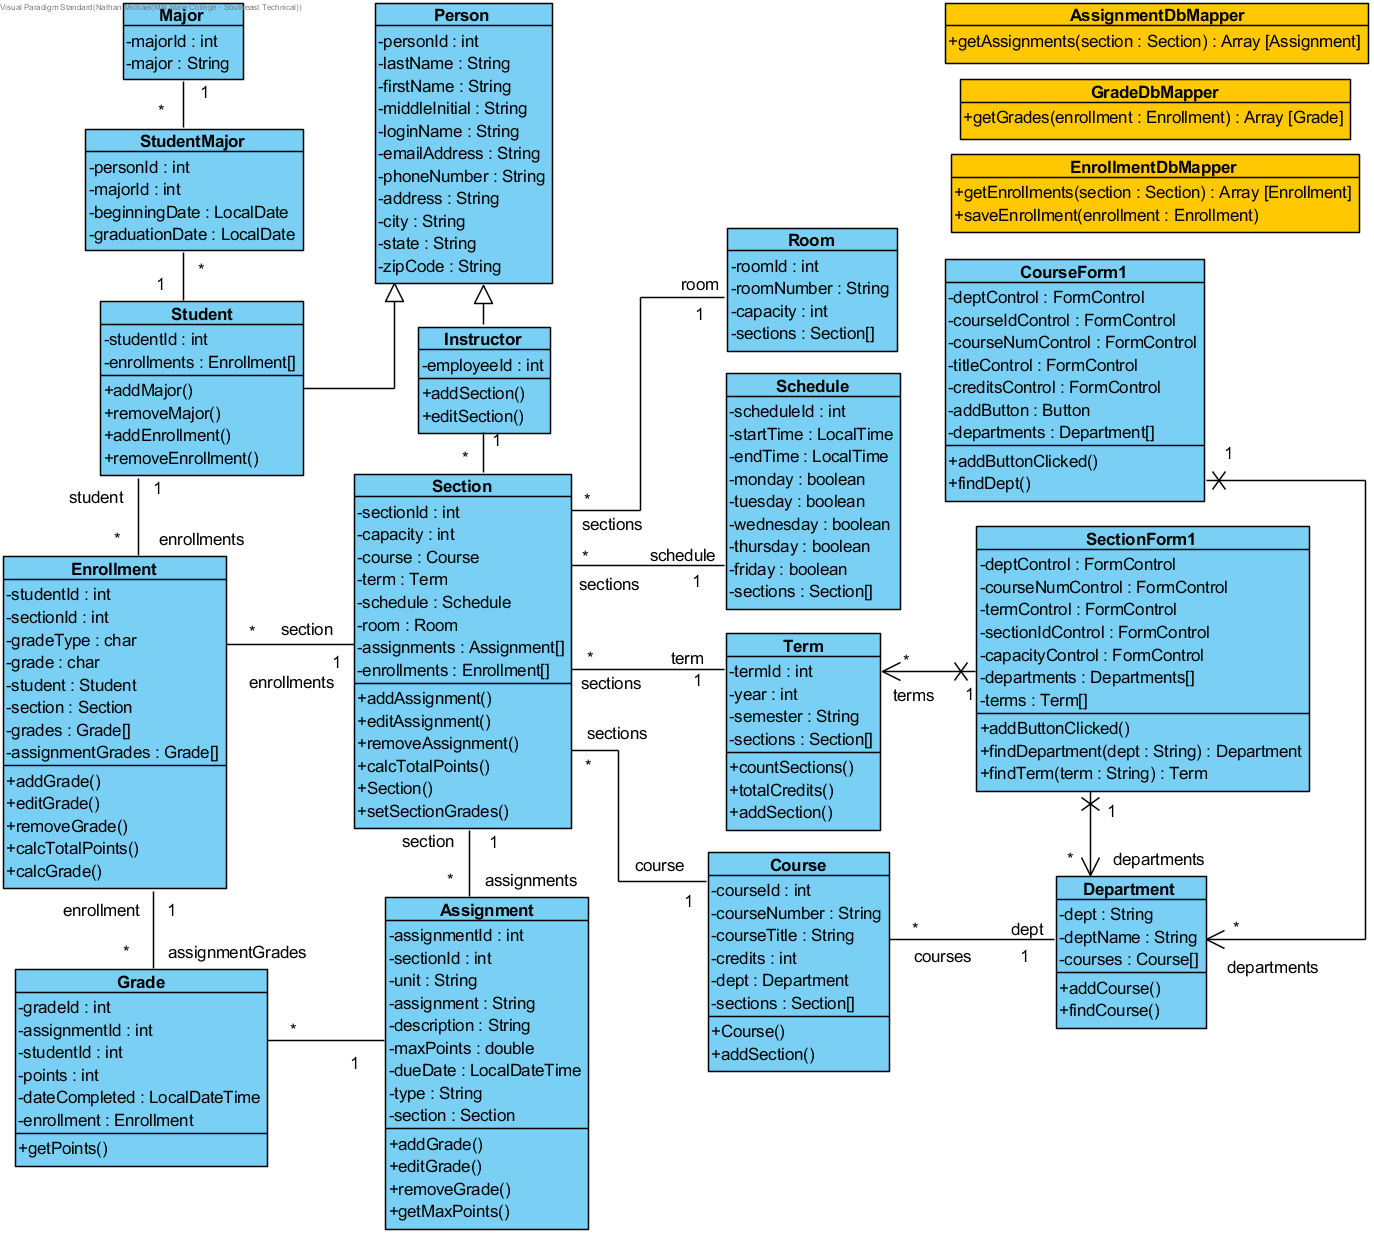 Visual Paradigm Standard(Nathan Michael(
State College - Southeast Technical))
Major
-majorId : int
-major : String
1
*
StudentMajor
-personId : int
-majorId : int
-beginningDate : LocalDate
-graduationDate : LocalDate
*
1
Student
-studentId : int
-enrollments : Enrollment[]
+addMajor()
+removeMajor()
+addEnrollment()
+removeEnrollment()
student
1
*
enrollments
Enrollment
-studentId : int
-sectionId : int
-gradeType : char
-grade : char
-student : Student
-section : Section
-grades : Grade[]
-assignmentGrades : Grade[]
+addGrade()
+editGrade()
+removeGrade()
+calcTotalPoints()
+calcGrade()
enrollment
1
*
assignmentGrades
Grade
-gradeId : int
-assignmentId : int
-studentId : int
-points : int
-dateCompleted : LocalDateTime
-enrollment : Enrollment
+getPoints()
*
1
Person
-personId : int
-lastName : String
-firstName : String
-middleInitial : String
-loginName : String
-emailAddress : String
-phoneNumber : String
-address : String
-city : String
-state : String
-zipCode : String
Instructor
-employeeId : int
+addSection()
+editSection()
1
*
* section
1
enrollments
Section
-sectionId : int
-capacity : int
-course : Course
-term : Term
-schedule : Schedule
-room : Room
-assignments : Assignment[]
-enrollments : Enrollment[]
+addAssignment()
+editAssignment()
+removeAssignment()
+calcTotalPoints()
+Section()
+setSectionGrades()
section
1
*
assignments
Assignment
-assignmentId : int
-sectionId : int
-unit : String
-assignment : String
-description : String
-maxPoints : double
-dueDate : LocalDateTime
-type : String
-section : Section
+addGrade()
+editGrade()
+removeGrade()
+getMaxPoints()
room
1
*
sections
* schedule
sections 1
* term
sections 1
sections
*
course
1
Room
-roomId : int
-roomNumber : String
-capacity : int
-sections : Section[]
Schedule
-scheduleId : int
-startTime : LocalTime
-endTime : LocalTime
-monday : boolean
-tuesday : boolean
-wednesday : boolean
-thursday : boolean
-friday : boolean
-sections : Section[]
Term
-termId : int
-year : int
-semester : String
-sections : Section[]
+countSections()
+totalCredits()
+addSection()
Course
-courseId : int
-courseNumber : String
-courseTitle : String
-credits : int
-dept : Department
-sections : Section[]
+Course()
+addSection()
* dept
courses 1
AssignmentDbMapper
+getAssignments(section : Section) : Array [Assignment]
GradeDbMapper
+getGrades(enrollment : Enrollment) : Array [Grade]
EnrollmentDbMapper
+getEnrollments(section : Section) : Array [Enrollment]
+saveEnrollment(enrollment : Enrollment)
CourseForm1
-deptControl : FormControl
-courseIdControl : FormControl
-courseNumControl : FormControl
-titleControl : FormControl
-creditsControl : FormControl
-addButton : Button
-departments : Department[]
+addButtonClicked()
+findDept()
1
SectionForm1
-deptControl : FormControl
-courseNumControl : FormControl
-termControl : FormControl
-sectionIdControl : FormControl
-capacityControl : FormControl
-departments : Departments[]
-terms : Term[]
+addButtonClicked()
+findDepartment(dept : String) : Department
+findTerm(term : String) : Term
*
terms 1
1
* departments
Department
-dept : String
-deptName : String
-courses : Course[]
+addCourse()
+findCourse()
*
departments